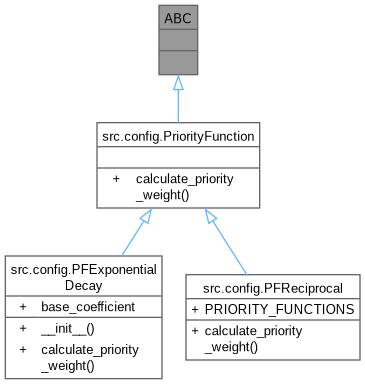 ABC
src.config.PriorityFunction
+ calculate_priority
_weight()
src.config.PFExponential
Decay
+ base_coefficient
+ __init__()
+ calculate_priority
_weight()
src.config.PFReciprocal
+ PRIORITY_FUNCTIONS
+ calculate_priority
_weight()